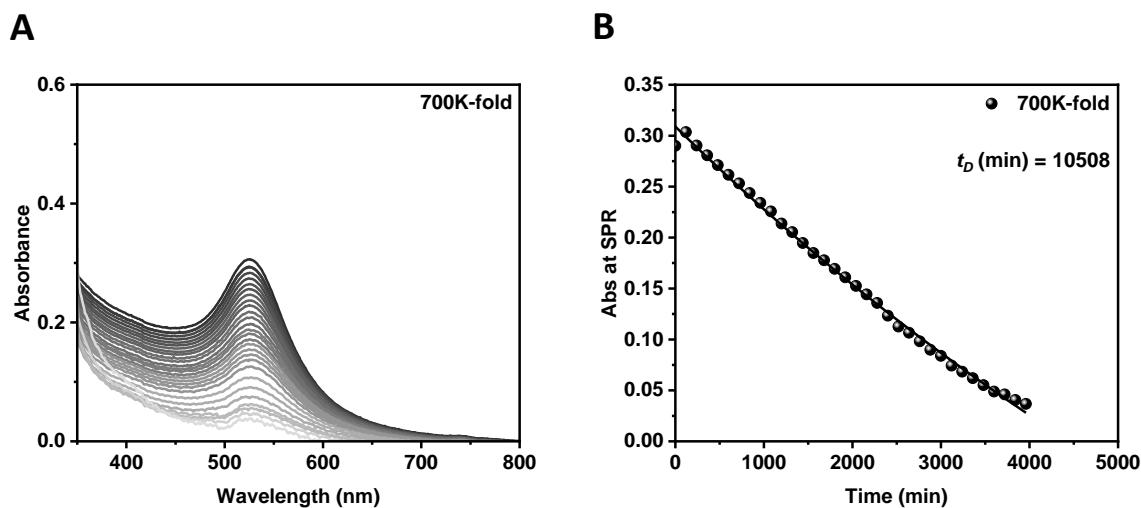 A
B
0.6
0.4
0.2
0.0
Absorbance
700K-fold
400
500
600
700
800
Wavelength (nm)
0.35
0.30
0.25
0.20
0.15
0.10
0.05
0.00
Abs at SPR
700K-fold
t_D (min) = 10508
0
1000
2000
3000
4000
5000
Time (min)